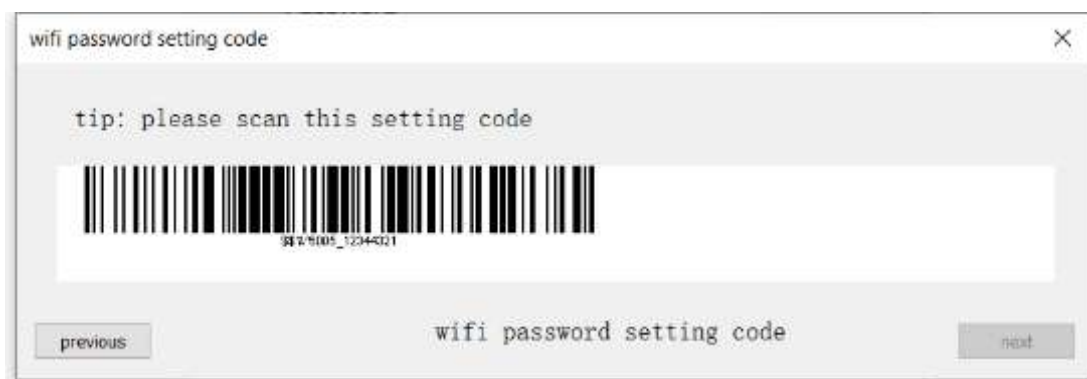 wifi password setting code
tip: please scan this setting code
previous
wifi password setting code
next